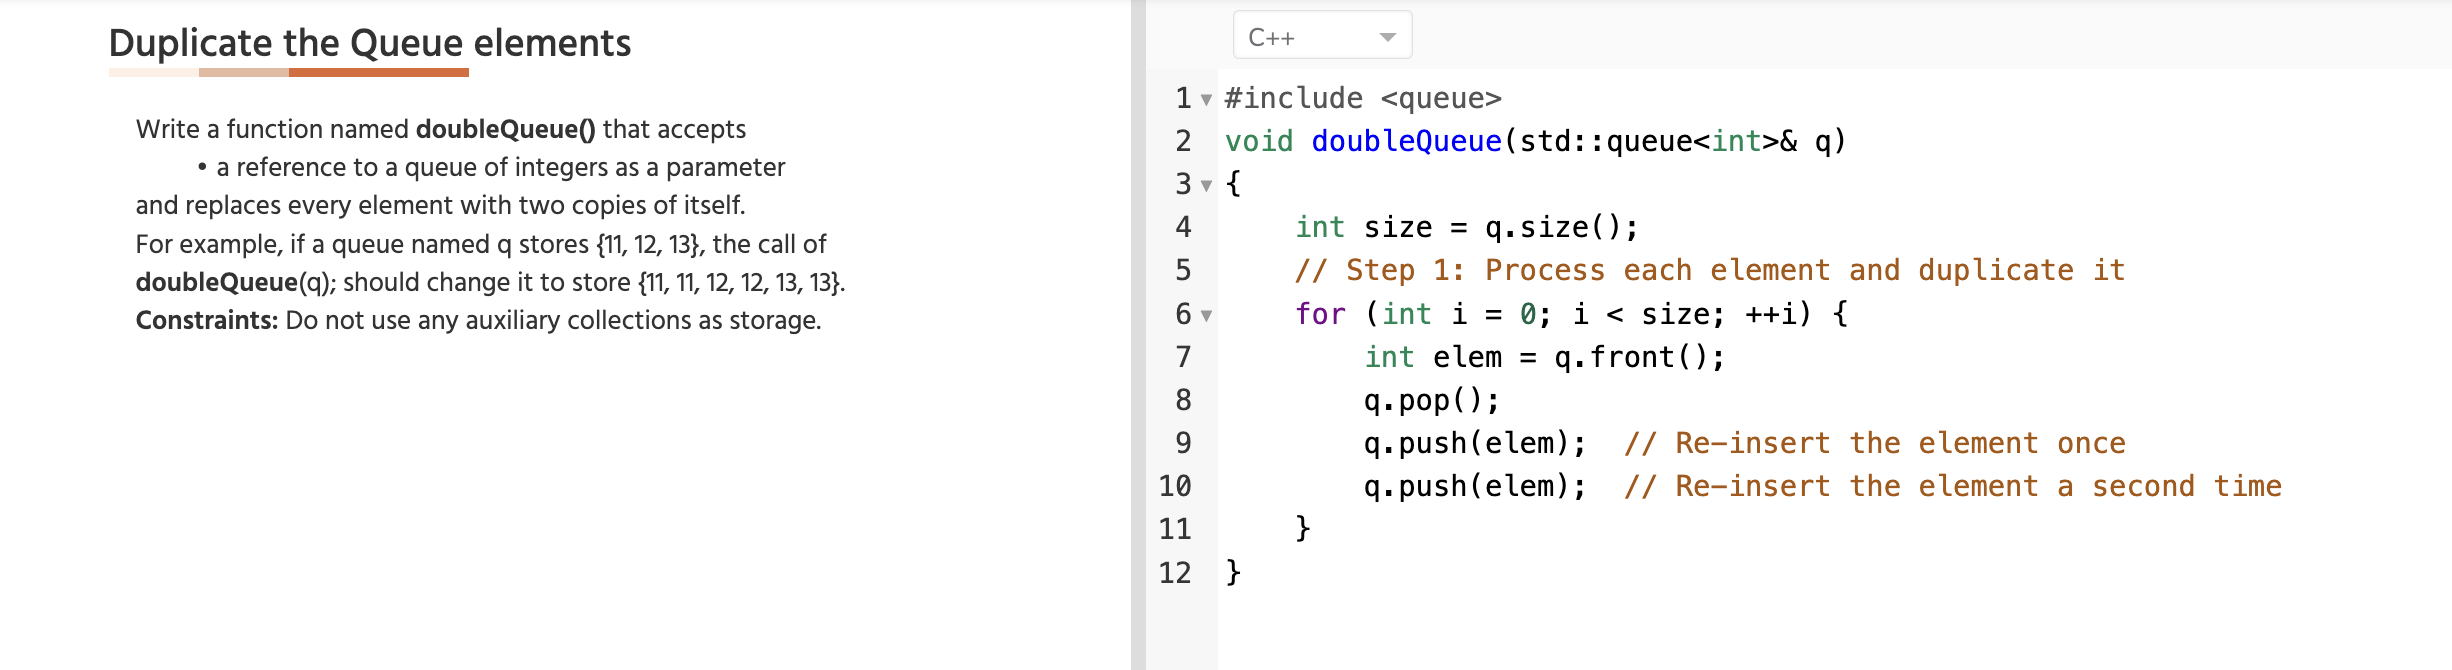 Duplicate the Queue elements
Write a function named doubleQueue() that accepts
• a reference to a queue of integers as a parameter
and replaces every element with two copies of itself.
For example, if a queue named q stores {11, 12, 13}, the call of
doubleQueue(q); should change it to store {11, 11, 12, 12, 13, 13}.
Constraints: Do not use any auxiliary collections as storage.
C++
1 #include <queue>
2 void doubleQueue(std::queue<int>& q)
3 {
4     int size = q.size();
5     // Step 1: Process each element and duplicate it
6     for (int i = 0; i < size; ++i) {
7         int elem = q.front();
8         q.pop();
9         q.push(elem);  // Re-insert the element once
10         q.push(elem);  // Re-insert the element a second time
11     }
12 }